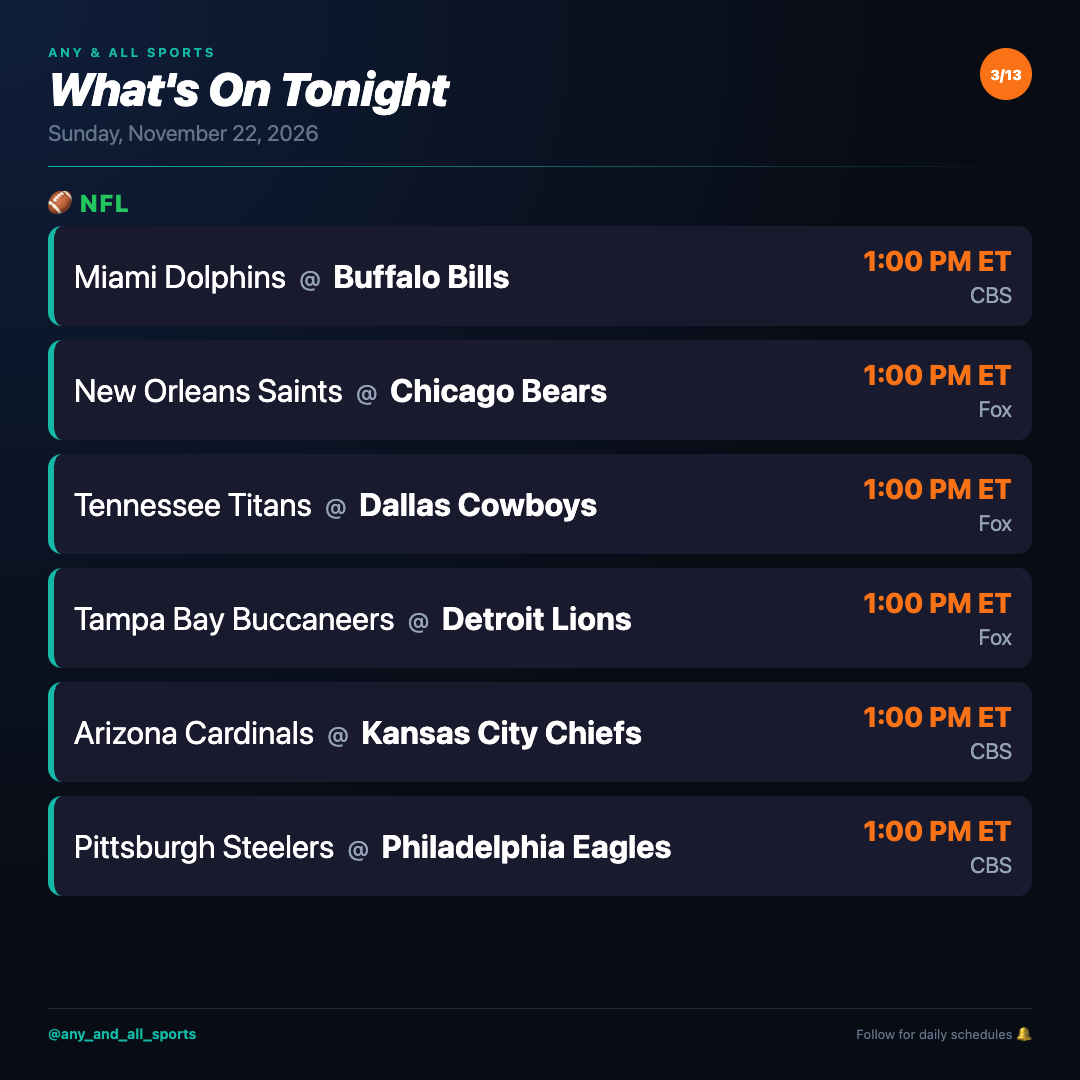 ANY & ALL SPORTS
What's On Tonight
3/13
Sunday, November 22, 2026
🏈 NFL
Miami Dolphins @ Buffalo Bills
1:00 PM ET
CBS
New Orleans Saints @ Chicago Bears
1:00 PM ET
Fox
Tennessee Titans @ Dallas Cowboys
1:00 PM ET
Fox
Tampa Bay Buccaneers @ Detroit Lions
1:00 PM ET
Fox
Arizona Cardinals @ Kansas City Chiefs
1:00 PM ET
CBS
Pittsburgh Steelers @ Philadelphia Eagles
1:00 PM ET
CBS
@any_and_all_sports
Follow for daily schedules 🔔